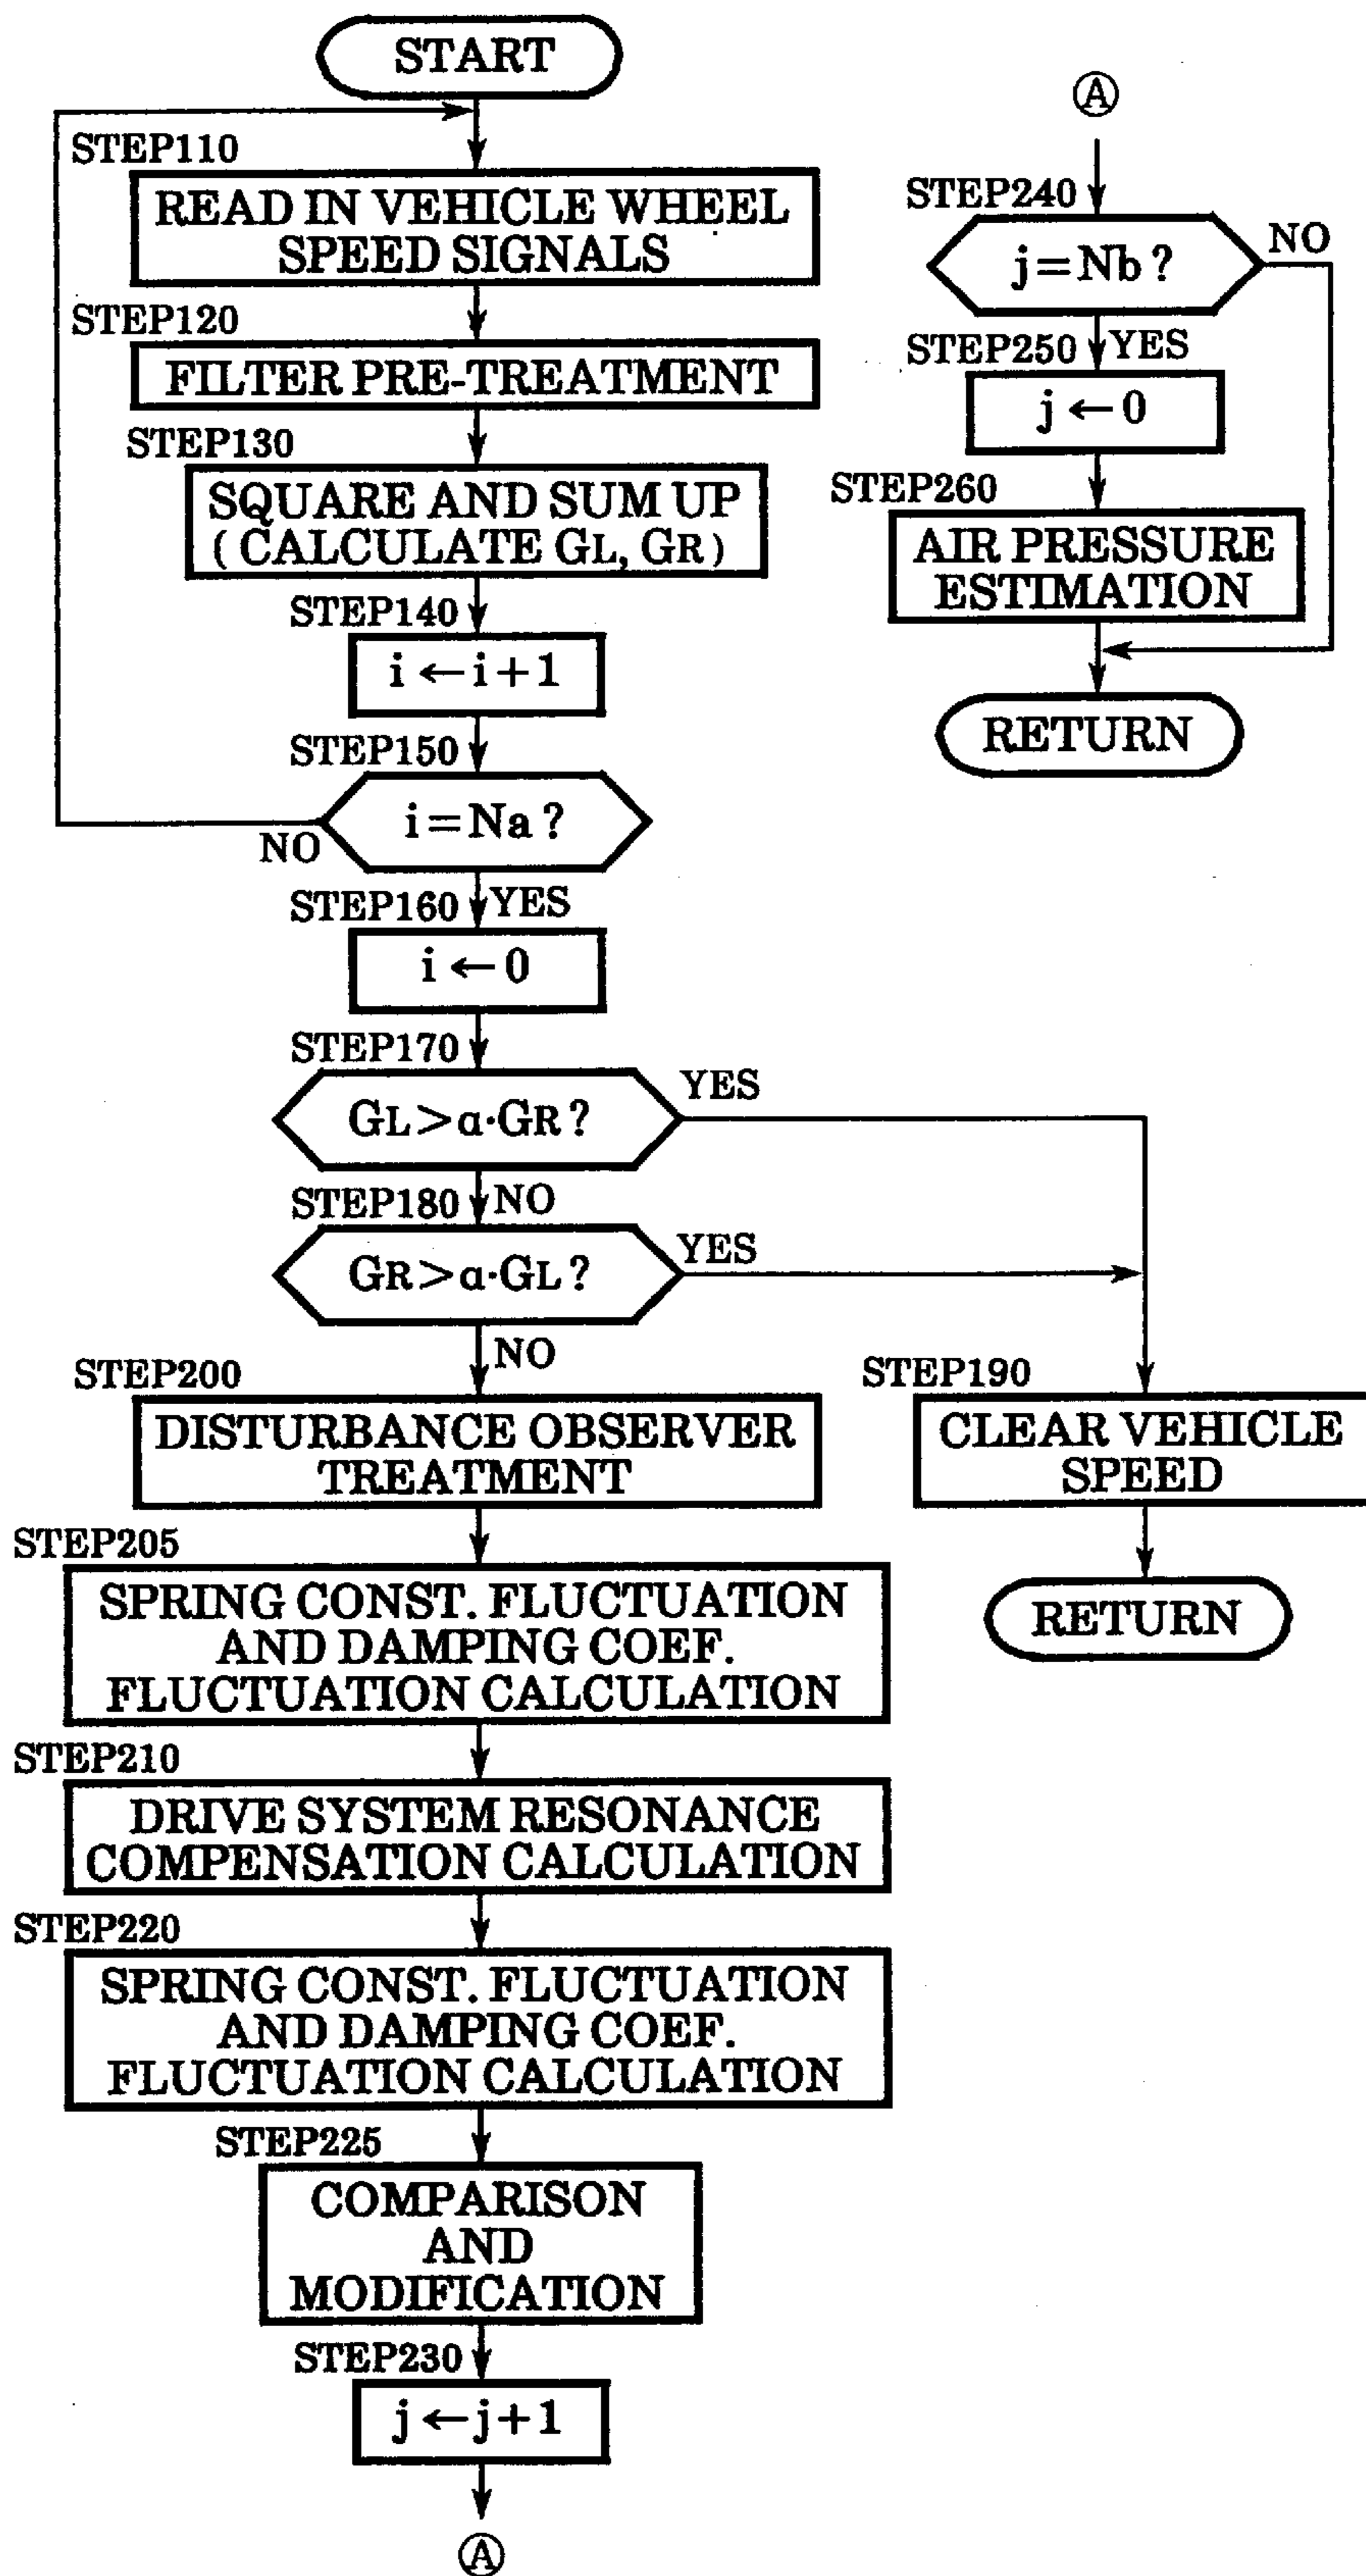 START
STEP110
READ IN VEHICLE WHEEL
SPEED SIGNALS
STEP120
FILTER PRE-TREATMENT
STEP130
SQUARE AND SUM UP
( CALCULATE GL, GR )
STEP140
i ← i + 1
STEP150
i = Na ?
NO
STEP160
YES
i ← 0
STEP170
GL > α·GR ?
YES
STEP180
NO
GR > α·GL ?
YES
NO
STEP190
CLEAR VEHICLE
SPEED
RETURN
STEP200
DISTURBANCE OBSERVER
TREATMENT
STEP205
SPRING CONST. FLUCTUATION
AND DAMPING COEF.
FLUCTUATION CALCULATION
STEP210
DRIVE SYSTEM RESONANCE
COMPENSATION CALCULATION
STEP220
SPRING CONST. FLUCTUATION
AND DAMPING COEF.
FLUCTUATION CALCULATION
STEP225
COMPARISON
AND
MODIFICATION
STEP230
j ← j + 1
Ⓐ
Ⓐ
STEP240
j = Nb ?
NO
STEP250
YES
j ← 0
STEP260
AIR PRESSURE
ESTIMATION
RETURN